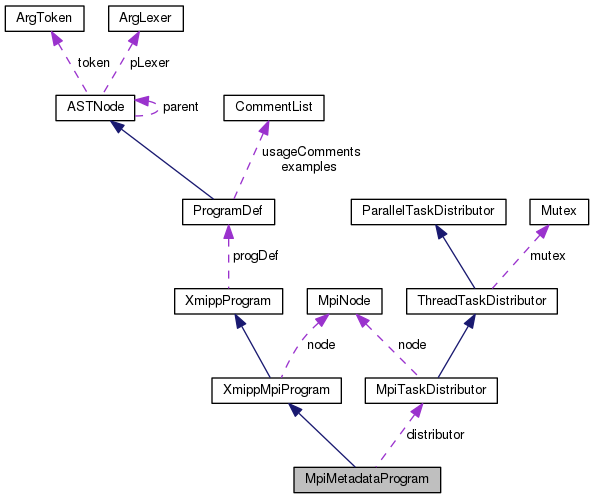 ArgToken
ArgLexer
token
pLexer
ASTNode
parent
CommentList
usageComments
examples
ProgramDef
ParallelTaskDistributor
Mutex
progDef
mutex
XmippProgram
MpiNode
ThreadTaskDistributor
node
node
XmippMpiProgram
MpiTaskDistributor
distributor
MpiMetadataProgram